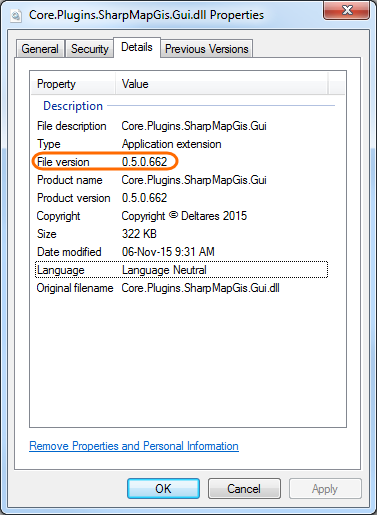 Core.Plugins.SharpMapGis.Gui.dll Properties
General Security Details Previous Versions
Property Value
Description
File description Core.Plugins.SharpMapGis.Gui
Type Application extension
File version 0.5.0.662
Product name Core.Plugins.SharpMapGis.Gui
Product version 0.5.0.662
Copyright Copyright © Deltares 2015
Size 322 KB
Date modified 06-Nov-15 9:31 AM
Language Language Neutral
Original filename Core.Plugins.SharpMapGis.Gui.dll
Remove Properties and Personal Information
OK Cancel Apply